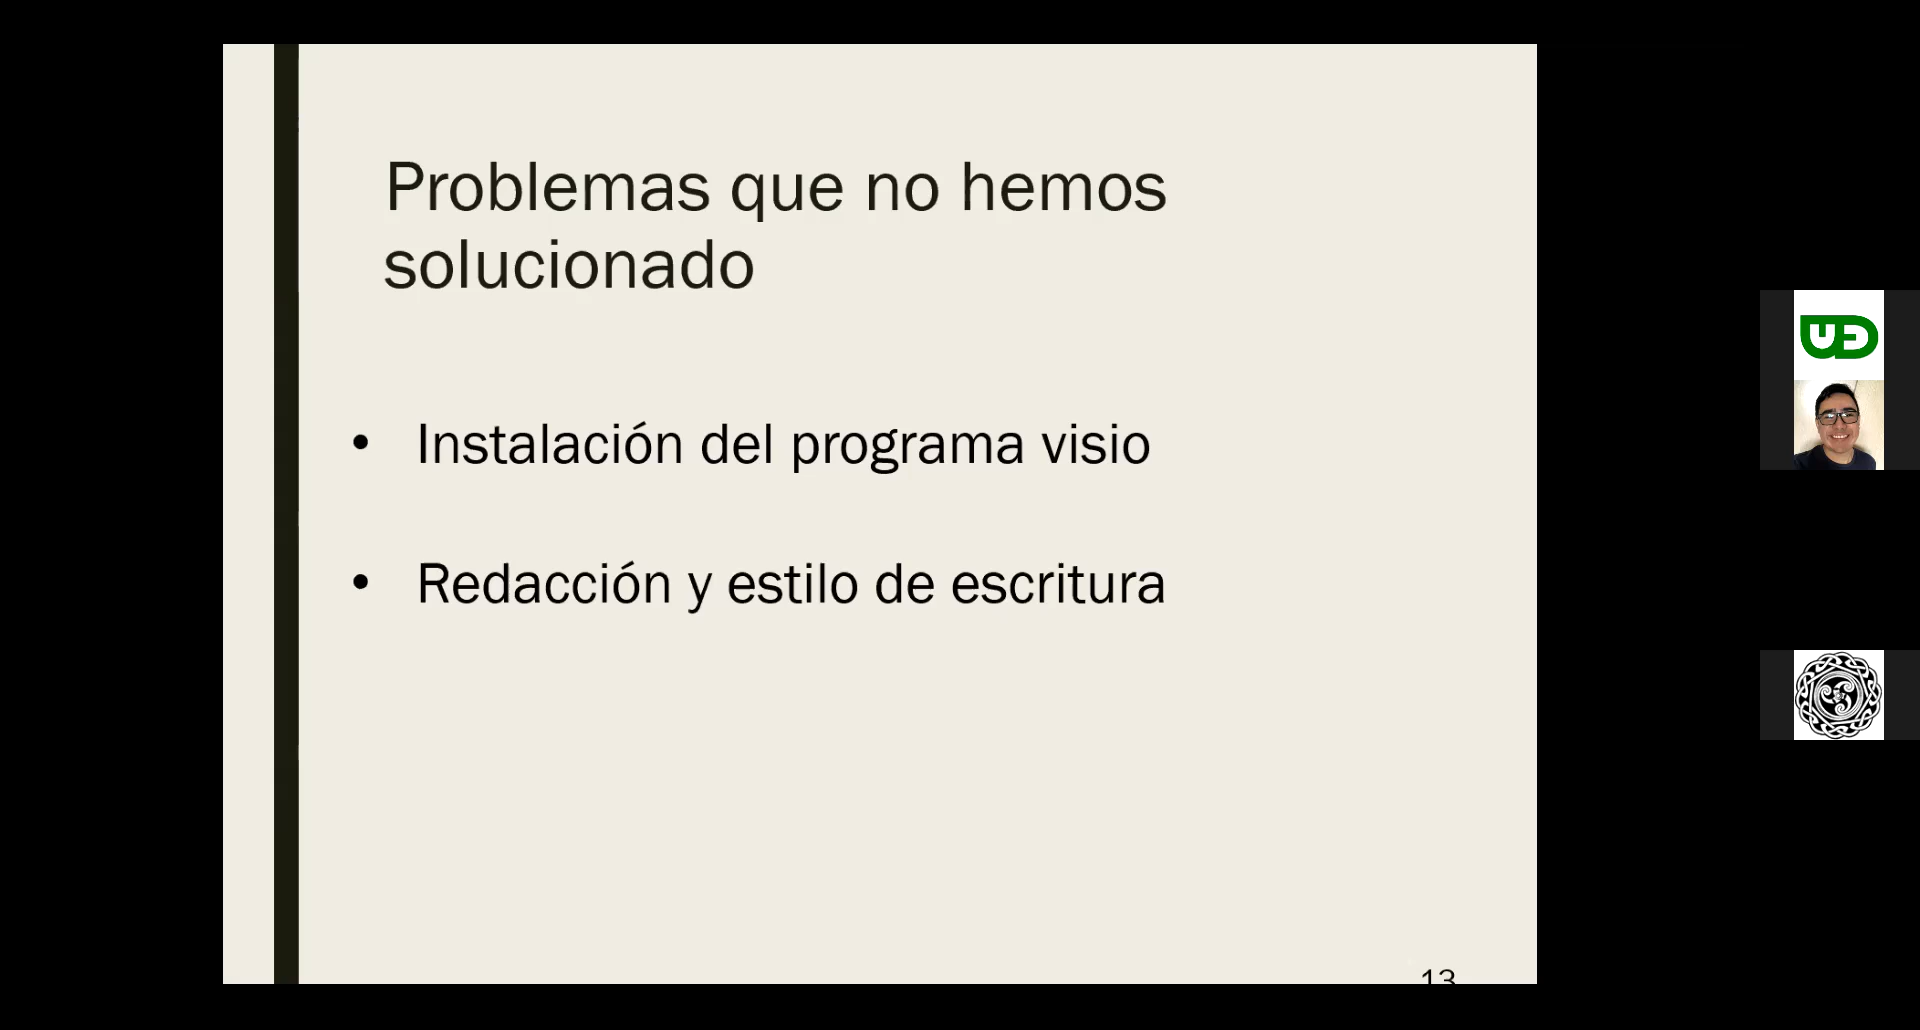 Problemas que no hemos
solucionado
• Instalación del programa visio
• Redacción y estilo de escritura
13